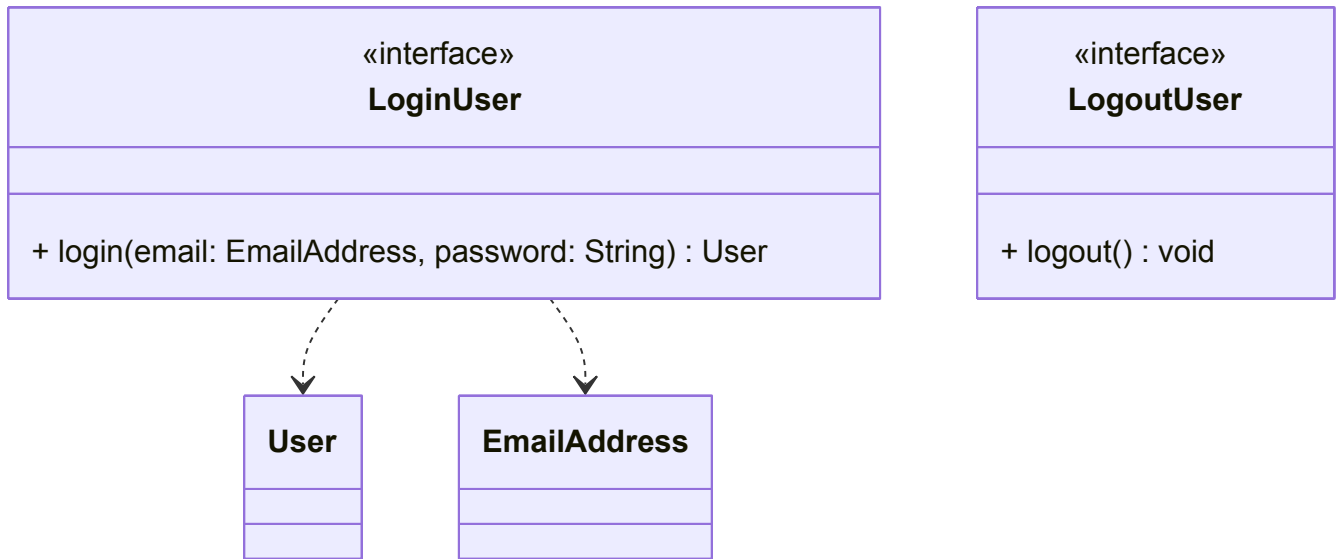 «interface»
LoginUser
+ login(email: EmailAddress, password: String) : User
«interface»
LogoutUser
+ logout() : void
User
EmailAddress